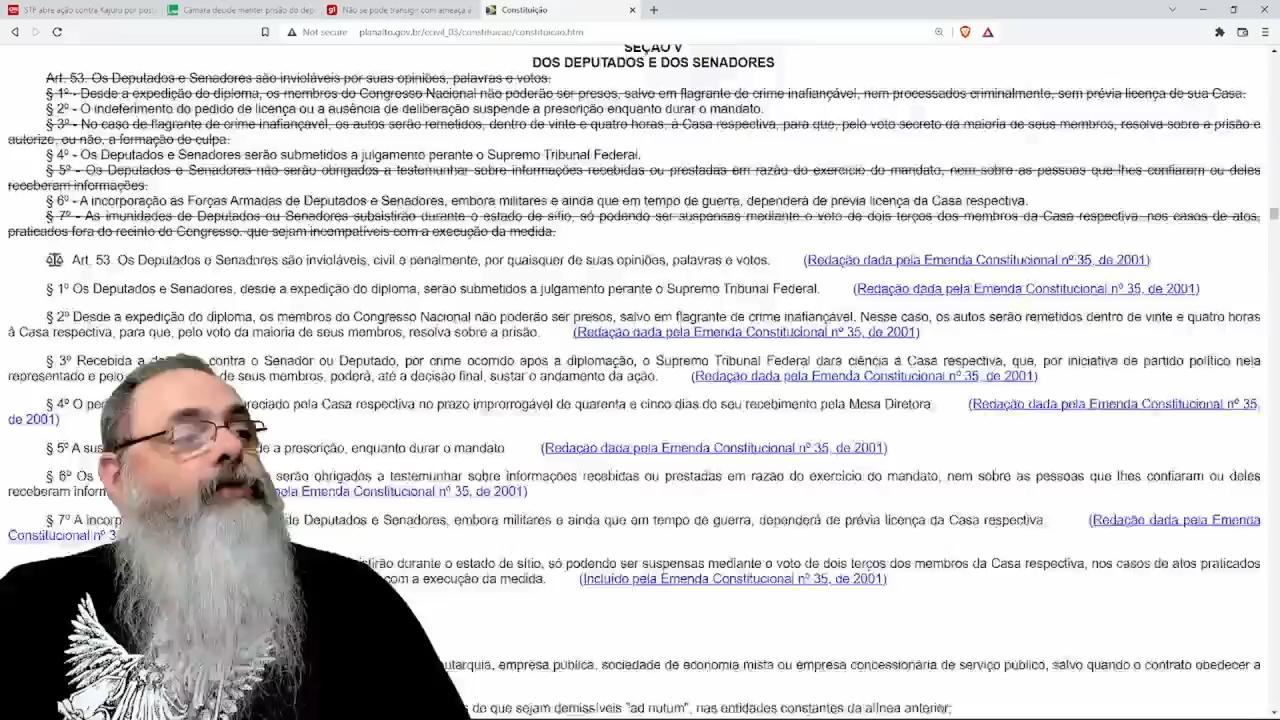 STF abre ação contra Kajuru por post
Câmara decide manter prisão do dep
Não se pode transigir com ameaça à
Constituição
Not secure planalto.gov.br/ccivil_03/constituicao/constituicao.htm
SEÇÃO V
DOS DEPUTADOS E DOS SENADORES
Art. 53. Os Deputados e Senadores são invioláveis por suas opiniões, palavras e votos.
§ 1º - Desde a expedição do diploma, os membros do Congresso Nacional não poderão ser presos, salvo em flagrante de crime inafiançável, nem processados criminalmente, sem prévia licença de sua Casa.
§ 2º - O indeferimento do pedido de licença ou a ausência de deliberação suspende a prescrição enquanto durar o mandato.
§ 3º - No caso de flagrante de crime inafiançável, os autos serão remetidos, dentro de vinte e quatro horas, à Casa respectiva, para que, pelo voto secreto da maioria de seus membros, resolva sobre a prisão e
autorize, ou não, a formação de culpa.
§ 4º - Os Deputados e Senadores serão submetidos a julgamento perante o Supremo Tribunal Federal.
§ 5º - Os Deputados e Senadores não serão obrigados a testemunhar sobre informações recebidas ou prestadas em razão do exercício do mandato, nem sobre as pessoas que lhes confiaram ou deles
receberam informações.
§ 6º - A incorporação às Forças Armadas de Deputados e Senadores, embora militares e ainda que em tempo de guerra, dependerá de prévia licença da Casa respectiva.
§ 7º - As imunidades de Deputados ou Senadores subsistirão durante o estado de sítio, só podendo ser suspensas mediante o voto de dois terços dos membros da Casa respectiva, nos casos de atos,
praticados fora do recinto do Congresso, que sejam incompatíveis com a execução da medida.
Art. 53. Os Deputados e Senadores são invioláveis, civil e penalmente, por quaisquer de suas opiniões, palavras e votos. (Redação dada pela Emenda Constitucional nº 35, de 2001)
§ 1º Os Deputados e Senadores, desde a expedição do diploma, serão submetidos a julgamento perante o Supremo Tribunal Federal. (Redação dada pela Emenda Constitucional nº 35, de 2001)
§ 2º Desde a expedição do diploma, os membros do Congresso Nacional não poderão ser presos, salvo em flagrante de crime inafiançável. Nesse caso, os autos serão remetidos dentro de vinte e quatro horas
à Casa respectiva, para que, pelo voto da maioria de seus membros, resolva sobre a prisão. (Redação dada pela Emenda Constitucional nº 35, de 2001)
§ 3º Recebida a contra o Senador ou Deputado, por crime ocorrido após a diplomação, o Supremo Tribunal Federal dará ciência à Casa respectiva, que, por iniciativa de partido político nela
representado e pelo de seus membros, poderá, até a decisão final, sustar o andamento da ação. (Redação dada pela Emenda Constitucional nº 35, de 2001)
§ 4º O pe reciado pela Casa respectiva no prazo improrrogável de quarenta e cinco dias do seu recebimento pela Mesa Diretora. (Redação dada pela Emenda Constitucional nº 35,
de 2001)
§ 5º A sus de a prescrição, enquanto durar o mandato. (Redação dada pela Emenda Constitucional nº 35, de 2001)
§ 6º Os serão obrigados a testemunhar sobre informações recebidas ou prestadas em razão do exercício do mandato, nem sobre as pessoas que lhes confiaram ou deles
receberam inform pela Emenda Constitucional nº 35, de 2001)
§ 7º A incorp de Deputados e Senadores, embora militares e ainda que em tempo de guerra, dependerá de prévia licença da Casa respectiva. (Redação dada pela Emenda
Constitucional nº 3
istirão durante o estado de sítio, só podendo ser suspensas mediante o voto de dois terços dos membros da Casa respectiva, nos casos de atos praticados
com a execução da medida. (Incluído pela Emenda Constitucional nº 35, de 2001)
utarquia, empresa pública, sociedade de economia mista ou empresa concessionária de serviço público, salvo quando o contrato obedecer a
s de que sejam demissíveis "ad nutum", nas entidades constantes da alínea anterior;